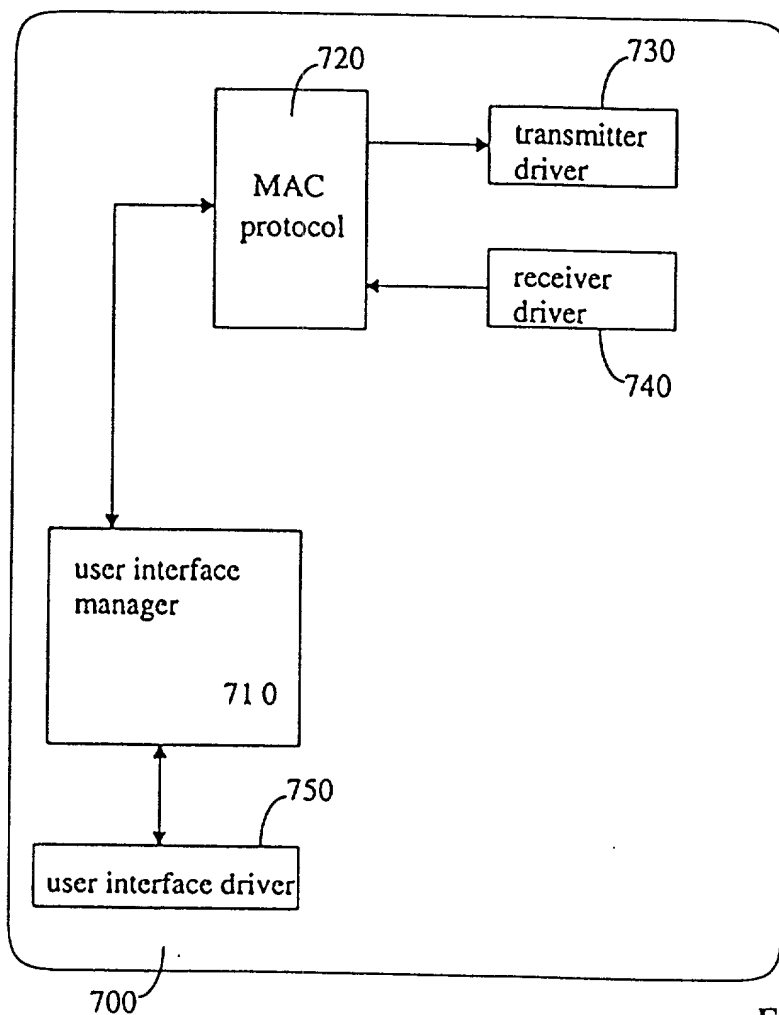 720
730
MAC
protocol
transmitter
driver
receiver
driver
740
user interface
manager
71 0
750
user interface driver
700